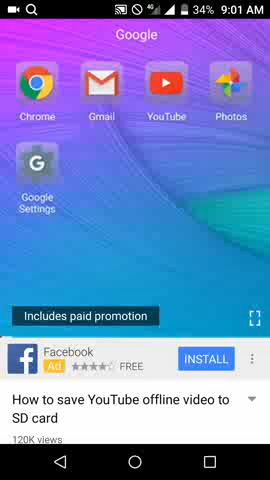 4G
34%
9:01 AM
Google
Chrome
Gmail
YouTube
Photos
Google
Settings
Includes paid promotion
Facebook
Ad
FREE
INSTALL
How to save YouTube offline video to
SD card
120K views